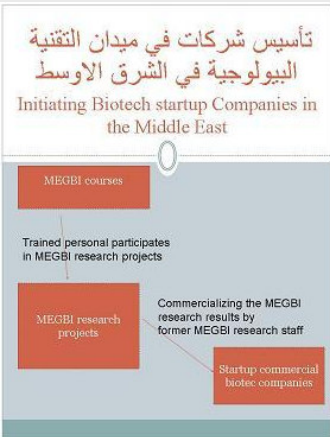 تأسيس شركات في ميدان التقنية
البيولوجية في الشرق الاوسط
Initiating Biotech startup Companies in
the Middle East
MEGBI courses
Trained personal participates
in MEGBI research projects
MEGBI research
projects
Commercializing the MEGBI
research results by
former MEGBI research staff
Startup commercial
biotec companies